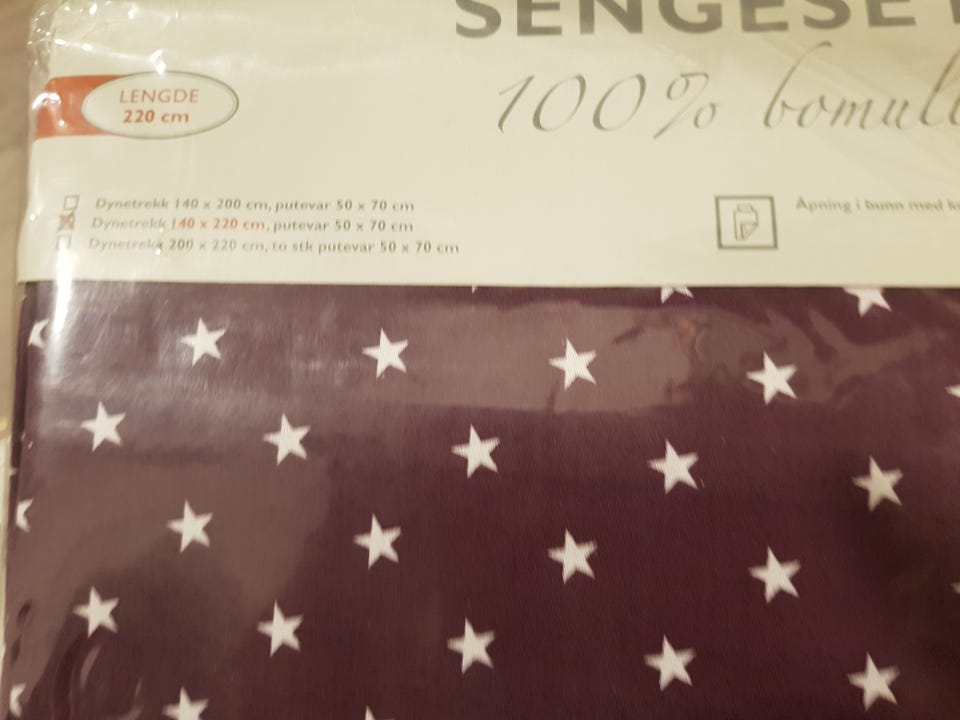 SENGESE
100% bomull
LENGDE
220 cm
Dynetrekk 140 x 200 cm, putevar 50 x 70 cm
Dynetrekk 140 x 220 cm, putevar 50 x 70 cm
Dynetrekk 200 x 220 cm, to stk putevar 50 x 70 cm
Åpning i bunn med